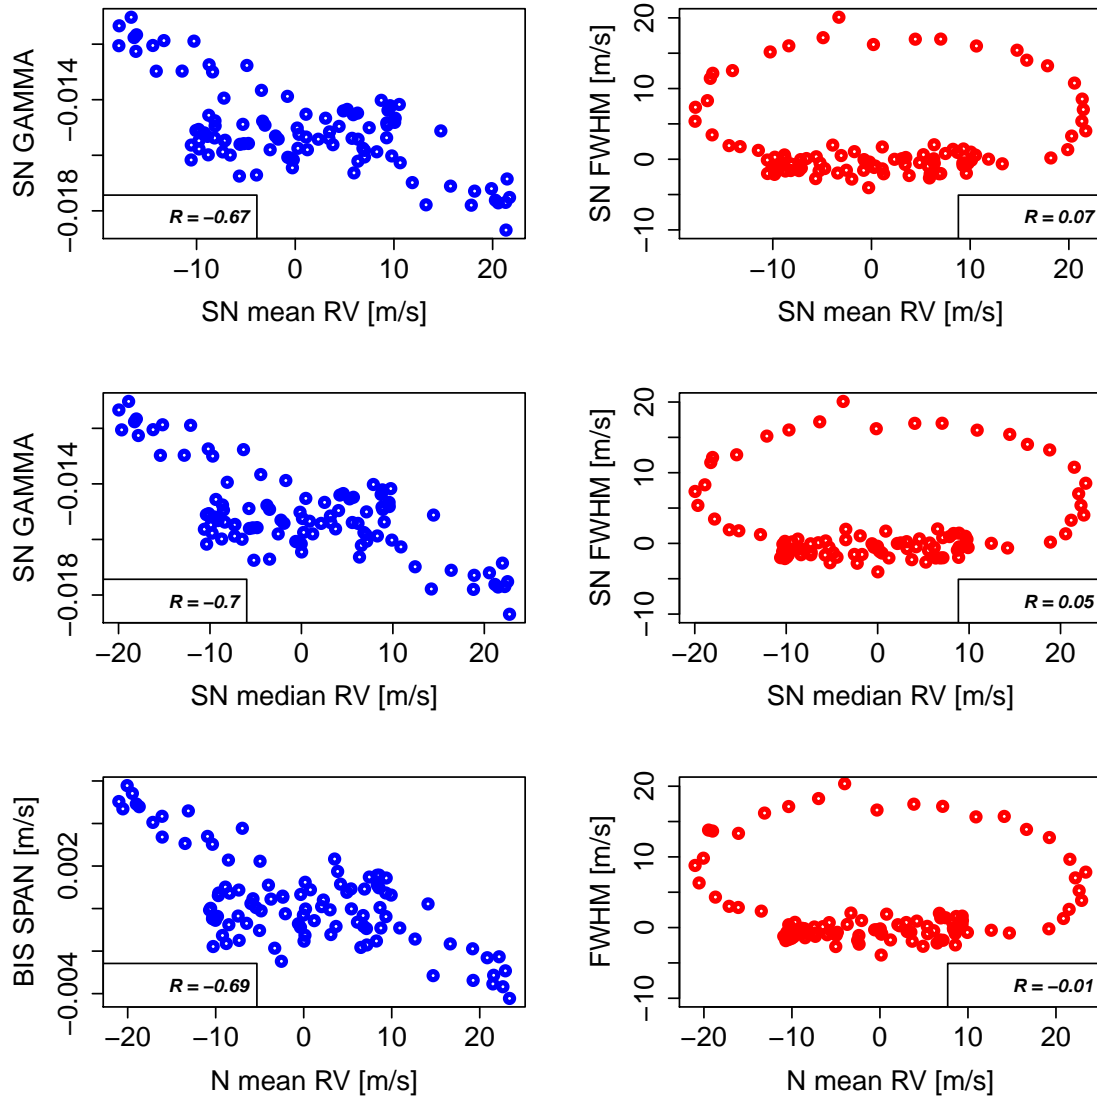 SN GAMMA
−0.014
−0.018
R = −0.67
−10 0 10 20
SN mean RV [m/s]
SN FWHM [m/s]
20
10
0
−10
R = 0.07
−10 0 10 20
SN mean RV [m/s]
SN GAMMA
−0.014
−0.018
R = −0.7
−20 −10 0 10 20
SN median RV [m/s]
SN FWHM [m/s]
20
10
0
−10
R = 0.05
−20 −10 0 10 20
SN median RV [m/s]
BIS SPAN [m/s]
0.002
−0.004
R = −0.69
−20 −10 0 10 20
N mean RV [m/s]
FWHM [m/s]
20
10
0
−10
R = −0.01
−20 −10 0 10 20
N mean RV [m/s]